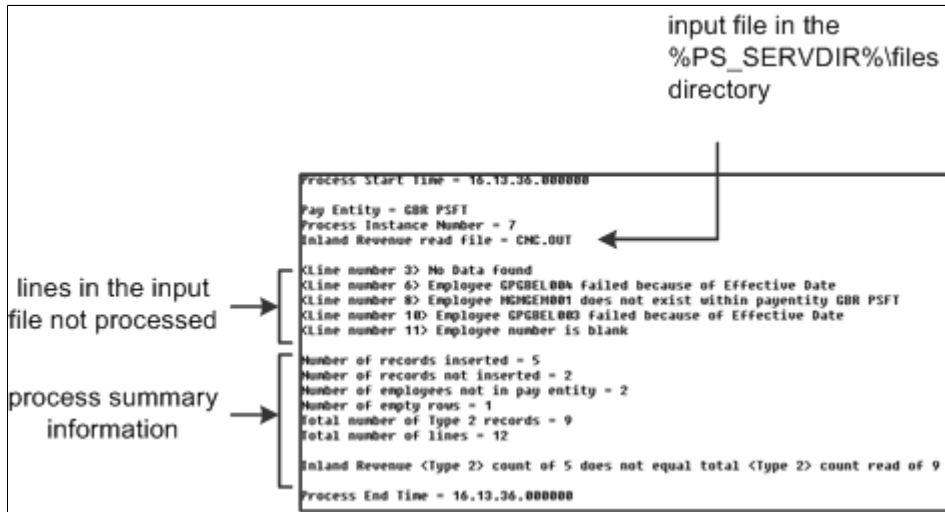 input file in the
%PS_SERVDIR%\files
directory
Process Start Time = 16.13.36.000000
Pay Entity = GBR PSFT
Process Instance Number = 7
Inland Revenue read file = CNC.OUT
lines in the input
file not processed
<Line number 3> No Data found
<Line number 6> Employee GPGBEL004 failed because of Effective Date
<Line number 8> Employee MGMGEM001 does not exist within payentity GBR PSFT
<Line number 10> Employee GPGBEL003 failed because of Effective Date
<Line number 11> Employee number is blank
process summary
information
Number of records inserted = 5
Number of records not inserted = 2
Number of employees not in pay entity = 2
Number of empty rows = 1
Total number of Type 2 records = 9
Total number of lines = 12
Inland Revenue <Type 2> count of 5 does not equal total <Type 2> count read of 9
Process End Time = 16.13.36.000000